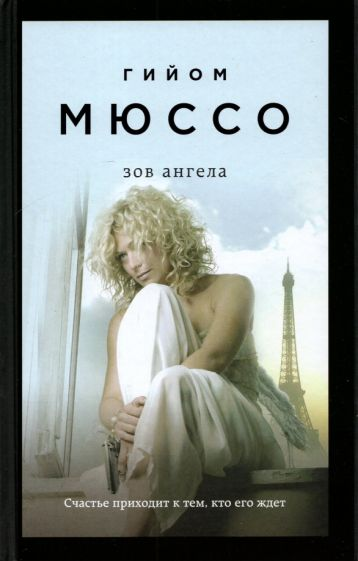 ГИЙОМ
МЮССО
зов ангела
Счастье приходит к тем, кто его ждет